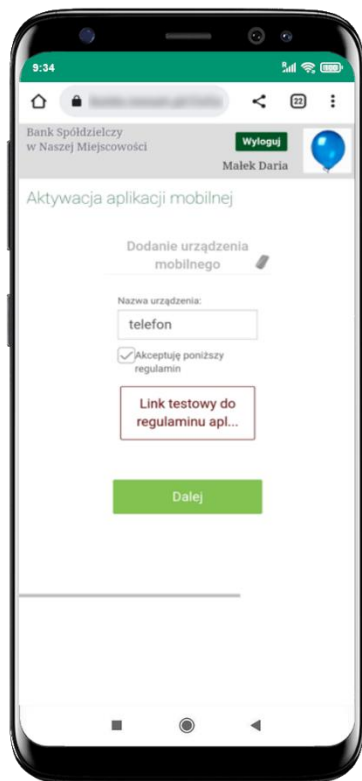 9:34
22
Bank Spółdzielczy
w Naszej Miejscowości
Wyloguj
Małek Daria
Aktywacja aplikacji mobilnej
Dodanie urządzenia
mobilnego
Nazwa urządzenia:
telefon
Akceptuję poniższy
regulamin
Link testowy do
regulaminu apl...
Dalej